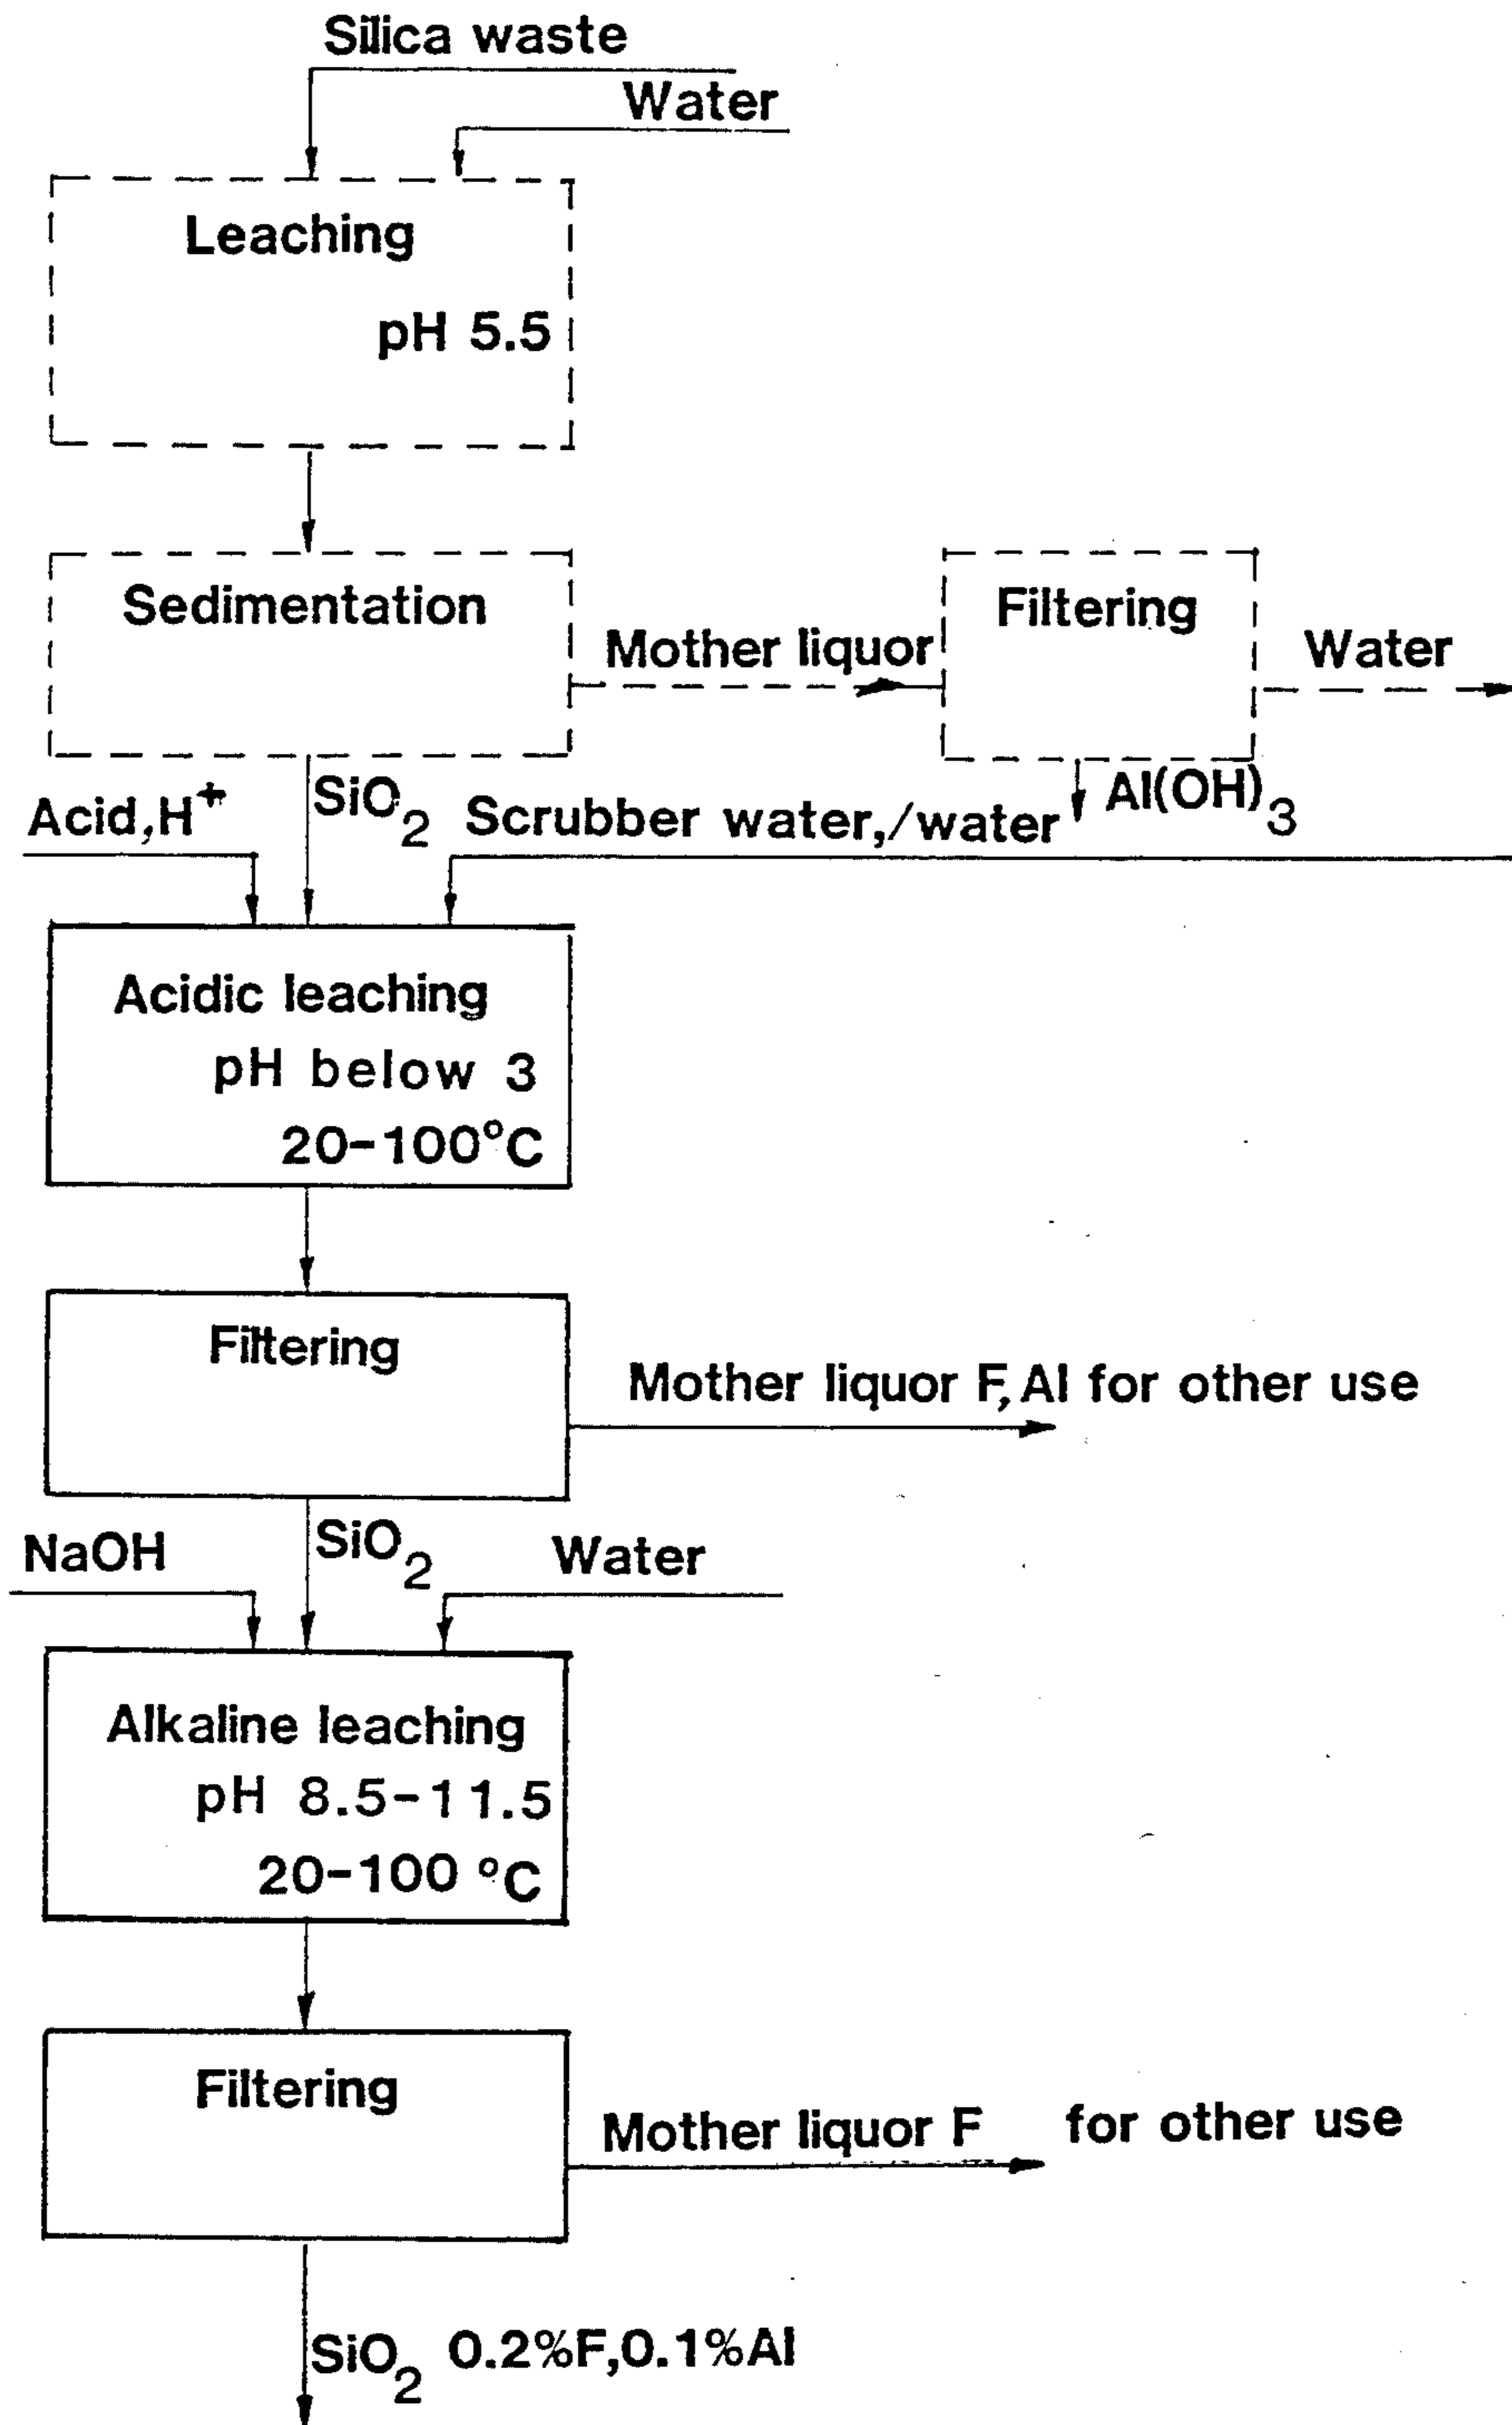 Silica waste
Water
Leaching
pH 5.5
Sedimentation
Filtering
Mother liquor
Water
SiO2
Al(OH)3
Acid,H+
Scrubber water,/water
Acidic leaching
pH below 3
20-100°C
Filtering
Mother liquor F,Al for other use
NaOH
SiO2
Water
Alkaline leaching
pH 8.5-11.5
20-100 °C
Filtering
Mother liquor F for other use
SiO2 0.2%F,0.1%Al